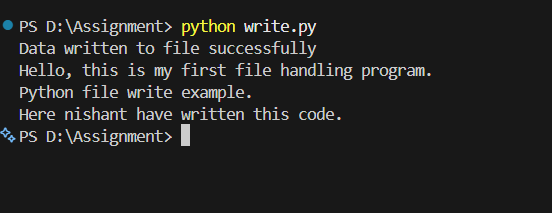 PS D:\Assignment> python write.py
Data written to file successfully
Hello, this is my first file handling program.
Python file write example.
Here nishant have written this code.
PS D:\Assignment>